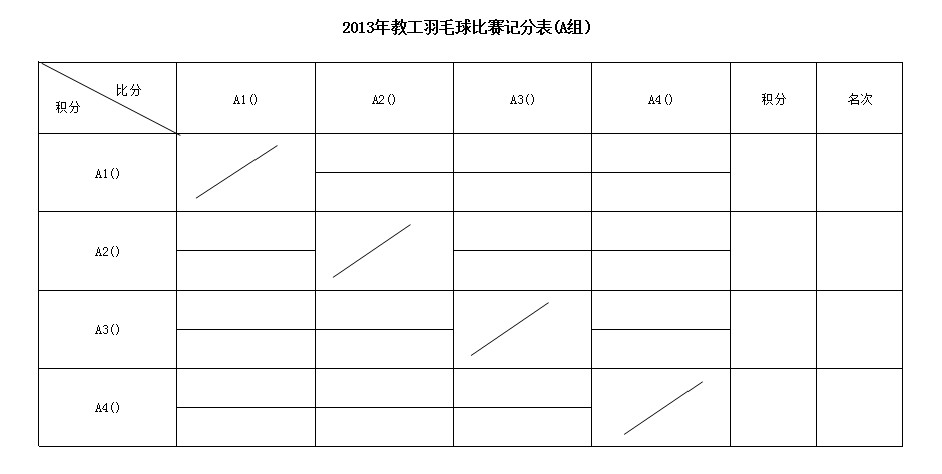 2013年教工羽毛球比赛记分表(A组)
比分
积分
A1()
A2()
A3()
A4()
积分
名次
A1()
A2()
A3()
A4()